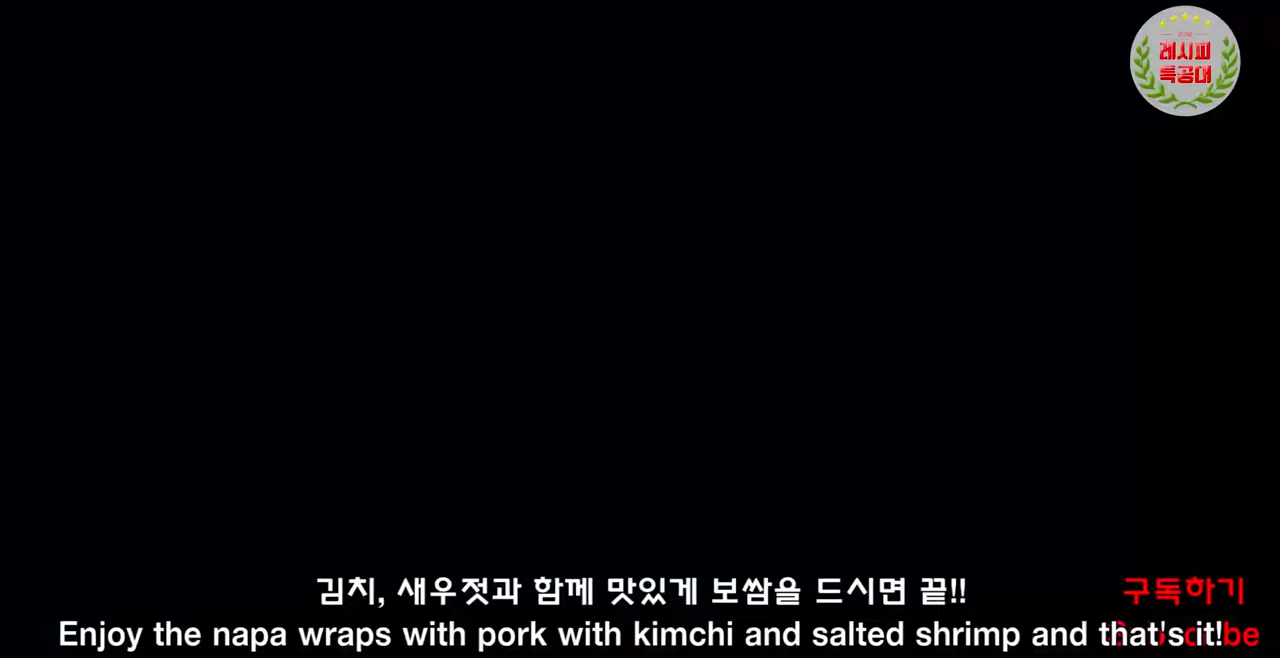 레시피
특공대
김치, 새우젓과 함께 맛있게 보쌈을 드시면 끝!!
구독하기
Enjoy the napa wraps with pork with kimchi and salted shrimp and that's it!